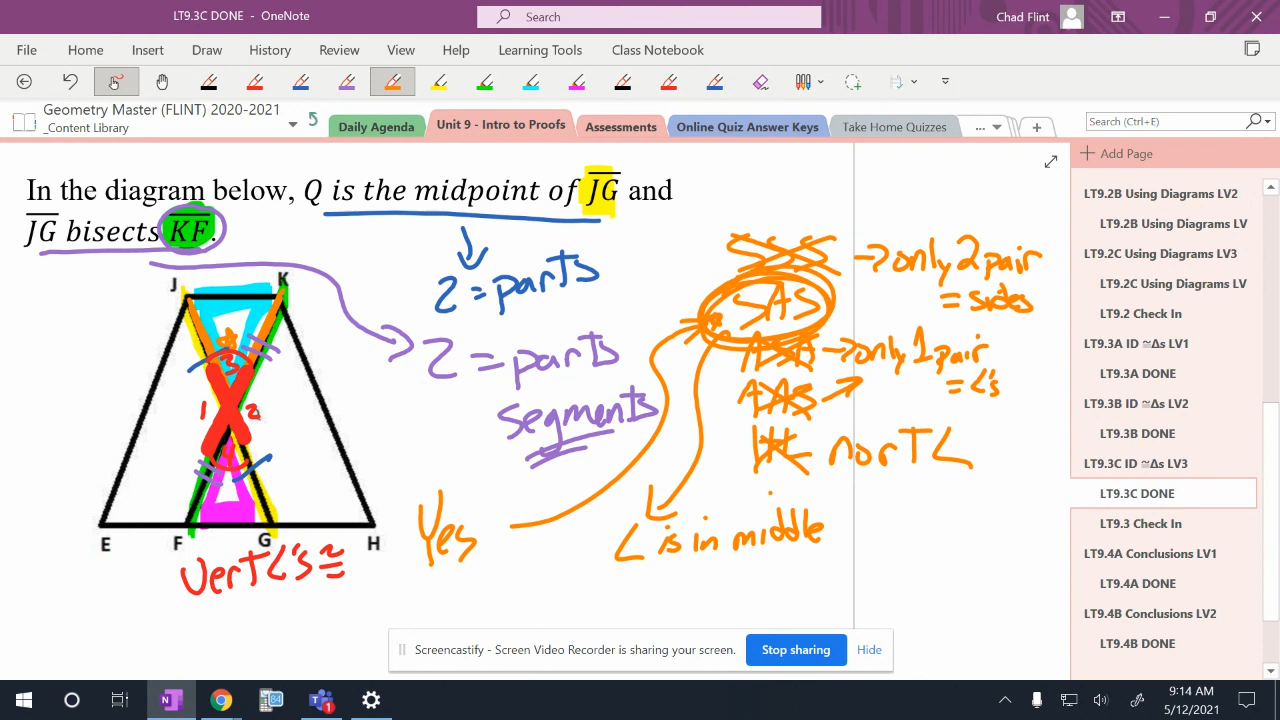 LT9.3C DONE - OneNote
Search
Chad Flint
File Home Insert Draw History Review View Help Learning Tools Class Notebook
Geometry Master (FLINT) 2020-2021
_Content Library
Daily Agenda
Unit 9 - Intro to Proofs
Assessments
Online Quiz Answer Keys
Take Home Quizzes
...
Search (Ctrl+E)
Add Page
LT9.2B Using Diagrams LV2
LT9.2B Using Diagrams LV
LT9.2C Using Diagrams LV3
LT9.2C Using Diagrams LV
LT9.2 Check In
LT9.3A ID ≅Δs LV1
LT9.3A DONE
LT9.3B ID ≅Δs LV2
LT9.3B DONE
LT9.3C ID ≅Δs LV3
LT9.3C DONE
LT9.3 Check In
LT9.4A Conclusions LV1
LT9.4A DONE
LT9.4B Conclusions LV2
LT9.4B DONE
In the diagram below, Q is the midpoint of J̅G̅ and
J̅G̅ bisects K̅F̅.
2 = parts
2 = parts
segments
→ only 2 pair
= sides
SAS
ASA → only 1 pair
= ∠'s
AAS
HL no rT ∠
Yes
∠ is in middle
J K
3
1 2
4
E F G H
verT ∠'s ≅
Screencastify - Screen Video Recorder is sharing your screen.
Stop sharing
Hide
84
1
9:14 AM
5/12/2021